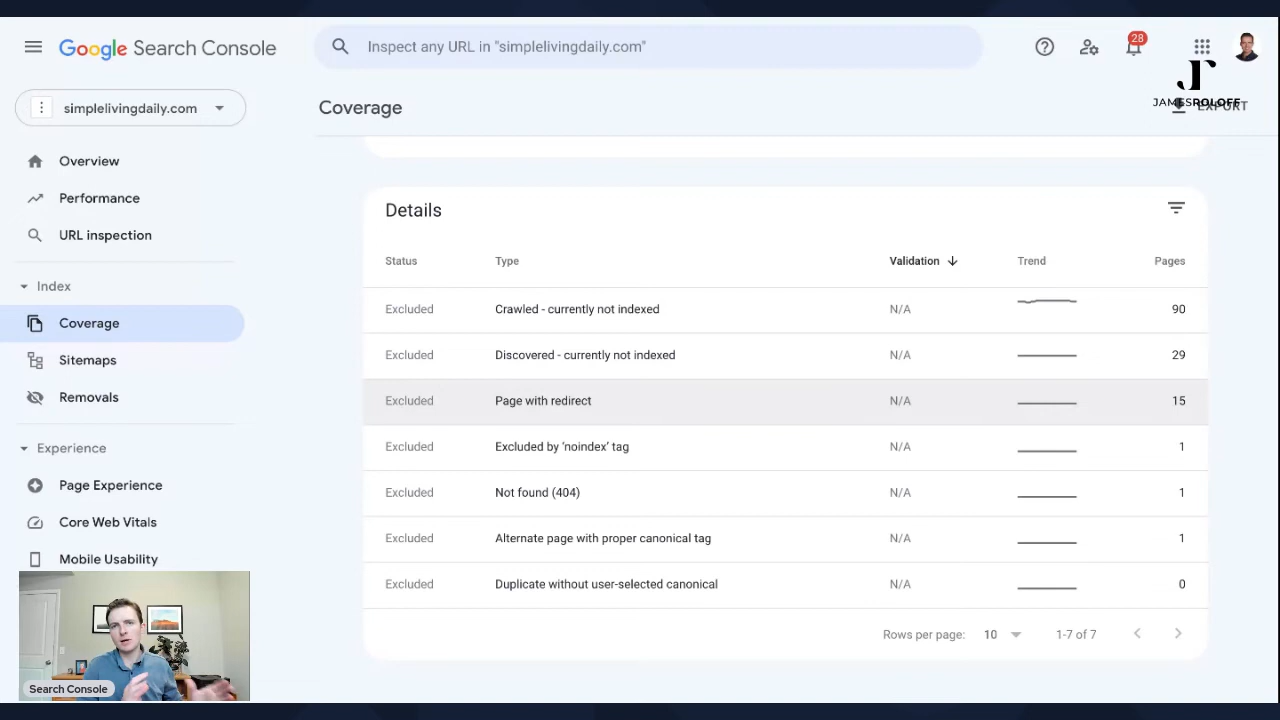 Google Search Console
Inspect any URL in "simplelivingdaily.com"
28
simplelivingdaily.com
Coverage
JAMESROLOFF
EXPORT
Overview
Performance
URL inspection
Index
Coverage
Sitemaps
Removals
Experience
Page Experience
Core Web Vitals
Mobile Usability
Details
Status Type Validation Trend Pages
Excluded Crawled - currently not indexed N/A 90
Excluded Discovered - currently not indexed N/A 29
Excluded Page with redirect N/A 15
Excluded Excluded by ‘noindex’ tag N/A 1
Excluded Not found (404) N/A 1
Excluded Alternate page with proper canonical tag N/A 1
Excluded Duplicate without user-selected canonical N/A 0
Rows per page: 10 1-7 of 7
Search Console